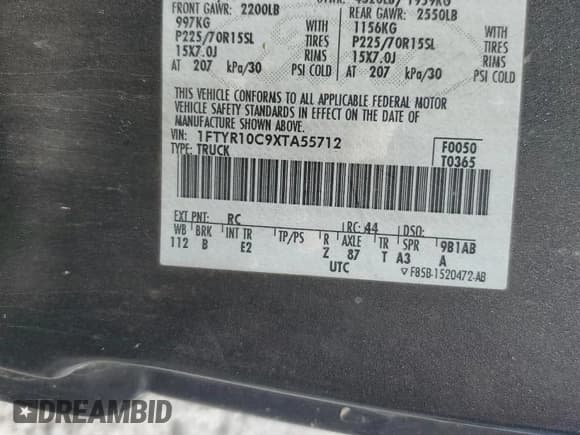 FRONT GAWR: 2200LB
997KG WITH
P225/70R15SL TIRES
15X7.0J RIMS
AT 207 kPa/30 PSI COLD
REAR GAWR: 2550LB
1156KG WITH
P225/70R15SL TIRES
15X7.0J RIMS
AT 207 kPa/30 PSI COLD
THIS VEHICLE CONFORMS TO ALL APPLICABLE FEDERAL MOTOR
VEHICLE SAFETY STANDARDS IN EFFECT ON THE DATE OF
MANUFACTURE SHOWN ABOVE.
VIN: 1FTYR10C9XTA55712
TYPE: TRUCK
F0050
T0365
EXT PNT: RC RC: 44 DSO:
WB BRK INT TR TP/PS R AXLE TR SPR 9B1AB
112 B E2 Z 87 T A3 A
UTC
▽ F85B-1520472-AB
DREAMBID